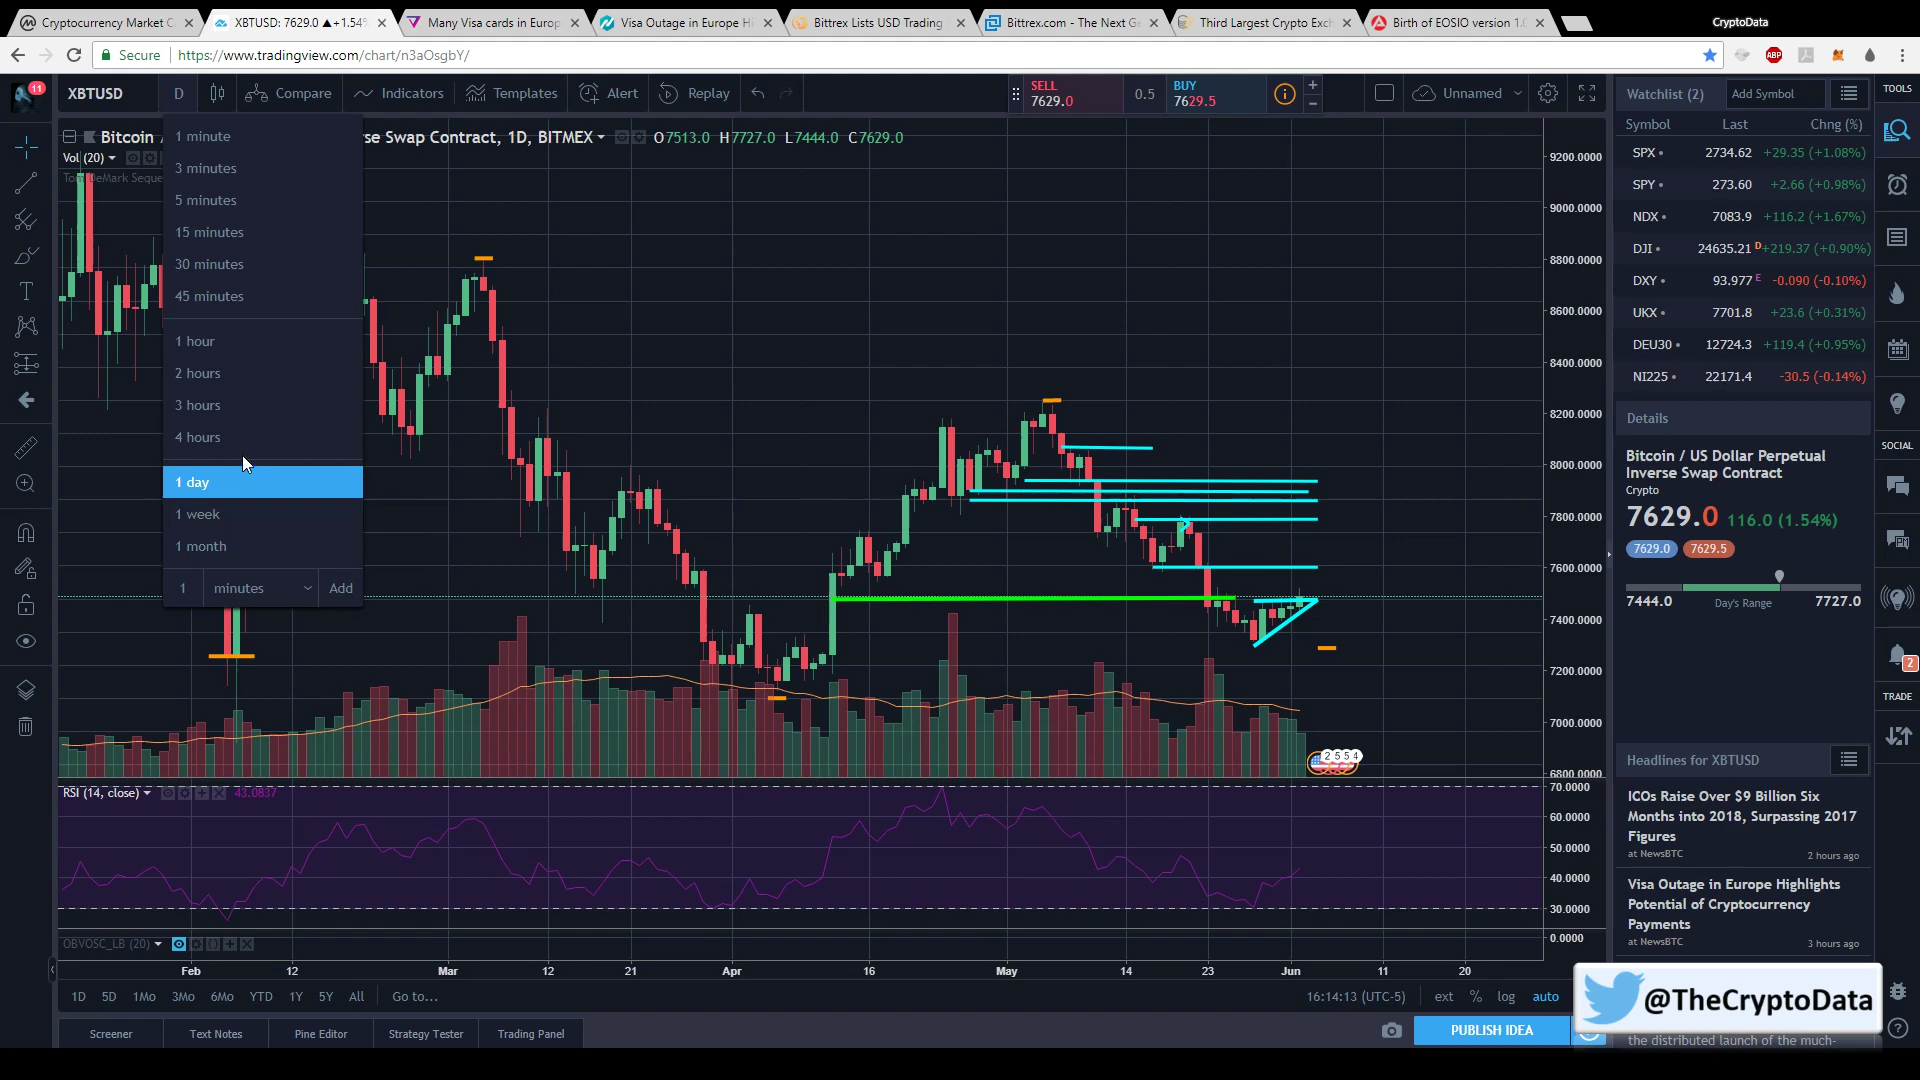 Cryptocurrency Market C
XBTUSD: 7629.0 ▲+1.54%
Many Visa cards in Europ
Visa Outage in Europe Hi
Bittrex Lists USD Trading
Bittrex.com - The Next Ge
Third Largest Crypto Exch
Birth of EOSIO version 1.0
CryptoData
Secure
https://www.tradingview.com/chart/n3aOsgbY/
ABP
11
XBTUSD
D
Compare
Indicators
Templates
Alert
Replay
SELL
7629.0
0.5
BUY
7629.5
Unnamed
Watchlist (2)
Add Symbol
TOOLS
Bitcoin
se Swap Contract, 1D, BITMEX
O7513.0 H7727.0 L7444.0 C7629.0
Vol (20)
Tom DeMark Seque
1 minute
3 minutes
5 minutes
15 minutes
30 minutes
45 minutes
1 hour
2 hours
3 hours
4 hours
1 day
1 week
1 month
1 minutes Add
9200.0000
9000.0000
8800.0000
8600.0000
8400.0000
8200.0000
8000.0000
7800.0000
7600.0000
7400.0000
7200.0000
7000.0000
6800.0000
2 5 5 4
RSI (14, close)
43.0837
70.0000
60.0000
50.0000
40.0000
30.0000
OBVOSC_LB (20)
0.0000
Feb 12 Mar 12 21 Apr 16 May 14 23 Jun 11 20
1D 5D 1Mo 3Mo 6Mo YTD 1Y 5Y All Go to...
16:14:13 (UTC-5) ext % log auto
Screener
Text Notes
Pine Editor
Strategy Tester
Trading Panel
PUBLISH IDEA
Symbol Last Chng (%)
SPX 2734.62 +29.35 (+1.08%)
SPY 273.60 +2.66 (+0.98%)
NDX 7083.9 +116.2 (+1.67%)
DJI 24635.21 D +219.37 (+0.90%)
DXY 93.977 E -0.090 (-0.10%)
UKX 7701.8 +23.6 (+0.31%)
DEU30 12724.3 +119.4 (+0.95%)
NI225 22171.4 -30.5 (-0.14%)
Details
Bitcoin / US Dollar Perpetual
Inverse Swap Contract
Crypto
7629.0 116.0 (1.54%)
7629.0 7629.5
7444.0 Day's Range 7727.0
Headlines for XBTUSD
ICOs Raise Over $9 Billion Six
Months into 2018, Surpassing 2017
Figures
at NewsBTC 2 hours ago
Visa Outage in Europe Highlights
Potential of Cryptocurrency
Payments
at NewsBTC 3 hours ago
@TheCryptoData
the distributed launch of the much-
SOCIAL
2
TRADE